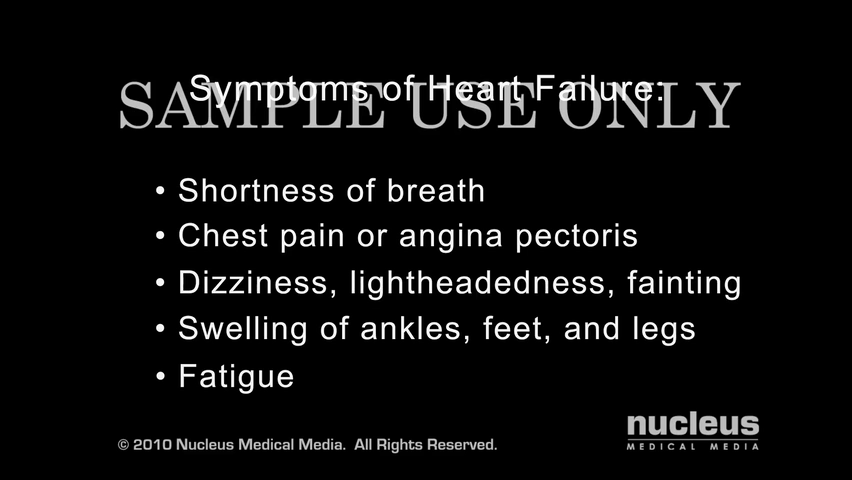 Symptoms of Heart Failure:
SAMPLE USE ONLY
• Shortness of breath
• Chest pain or angina pectoris
• Dizziness, lightheadedness, fainting
• Swelling of ankles, feet, and legs
• Fatigue
nucleus
MEDICAL MEDIA
© 2010 Nucleus Medical Media. All Rights Reserved.